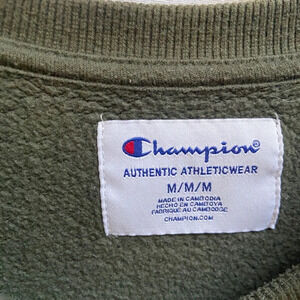 Champion®
AUTHENTIC ATHLETICWEAR
M/M/M
MADE IN CAMBODIA
HECHO EN CAMBOYA
FABRIQUÉ AU CAMBODGE
CHAMPION.COM